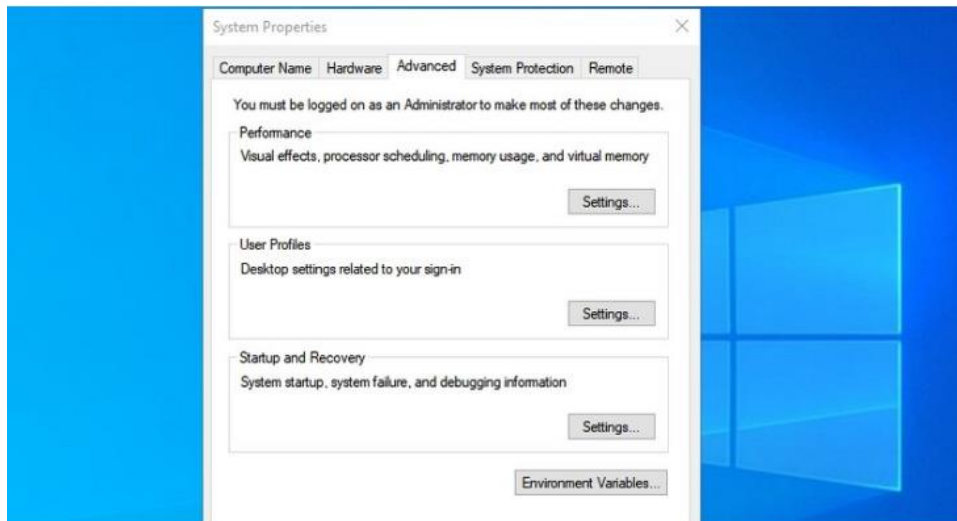 System Properties
Computer Name Hardware Advanced System Protection Remote
You must be logged on as an Administrator to make most of these changes.
Performance
Visual effects, processor scheduling, memory usage, and virtual memory
Settings...
User Profiles
Desktop settings related to your sign-in
Settings...
Startup and Recovery
System startup, system failure, and debugging information
Settings...
Environment Variables...